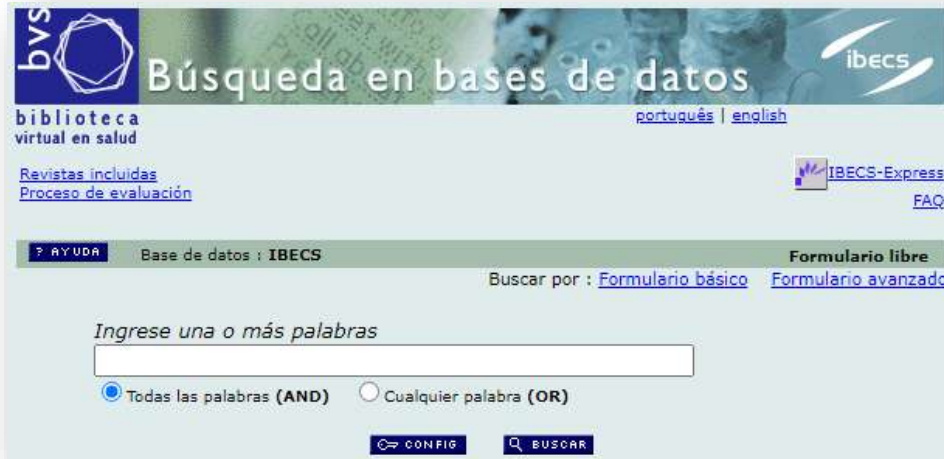 bvs
Búsqueda en bases de datos
ibecs
biblioteca
virtual en salud
português | english
Revistas incluidas
Proceso de evaluación
IBECS-Express
FAQ
? AYUDA Base de datos : IBECS Formulario libre
Buscar por : Formulario básico Formulario avanzado
Ingrese una o más palabras
Todas las palabras (AND) Cualquier palabra (OR)
CONFIG BUSCAR